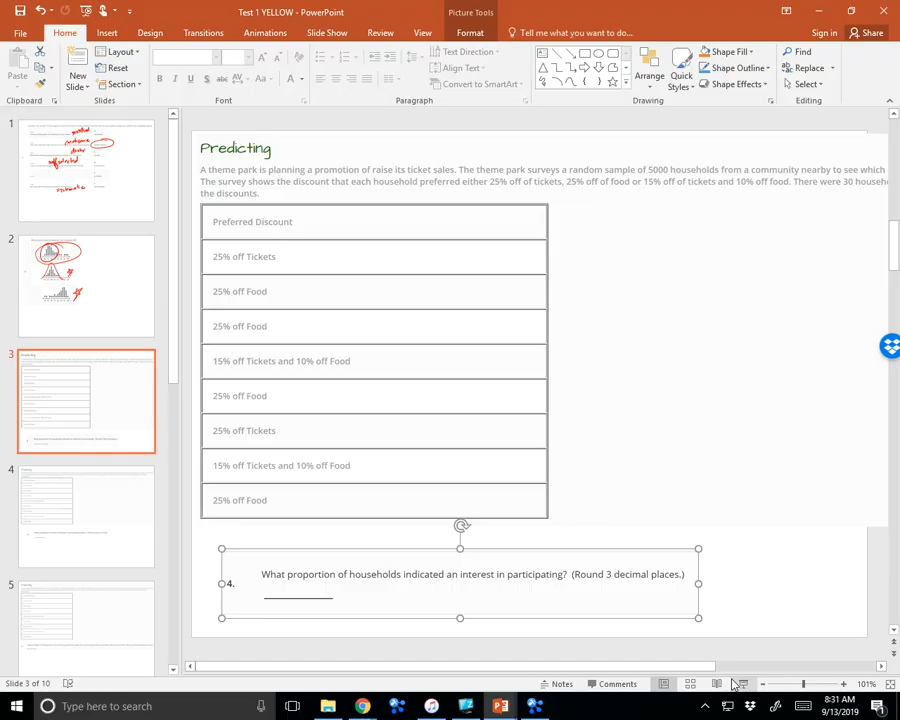 Test 1 YELLOW - PowerPoint
Picture Tools
File Home Insert Design Transitions Animations Slide Show Review View Format Tell me what you want to do... Sign in Share
Paste
New Slide
Layout
Reset
Section
Text Direction
Align Text
Convert to SmartArt
Arrange
Quick Styles
Shape Fill
Shape Outline
Shape Effects
Find
Replace
Select
Clipboard Slides Font Paragraph Drawing Editing
1
2
3
4
5
Predicting
A theme park is planning a promotion of raise its ticket sales. The theme park surveys a random sample of 5000 households from a community nearby to see which
The survey shows the discount that each household preferred either 25% off of tickets, 25% off of food or 15% off of tickets and 10% off food. There were 30 househo
the discounts.
Preferred Discount
25% off Tickets
25% off Food
25% off Food
15% off Tickets and 10% off Food
25% off Food
25% off Tickets
15% off Tickets and 10% off Food
25% off Food
4. What proportion of households indicated an interest in participating? (Round 3 decimal places.)
Slide 3 of 10
Notes Comments 101%
Type here to search
8:31 AM
9/13/2019